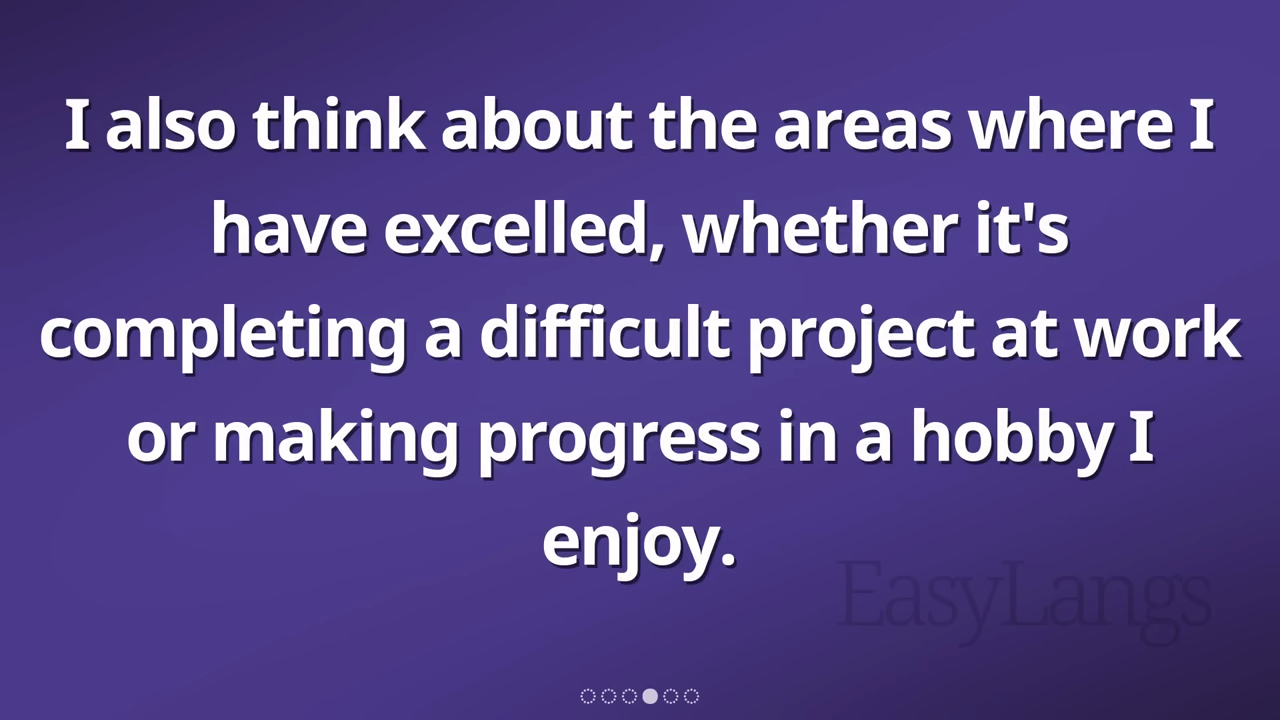 I also think about the areas where I
have excelled, whether it's
completing a difficult project at work
or making progress in a hobby I
enjoy.
EasyLangs